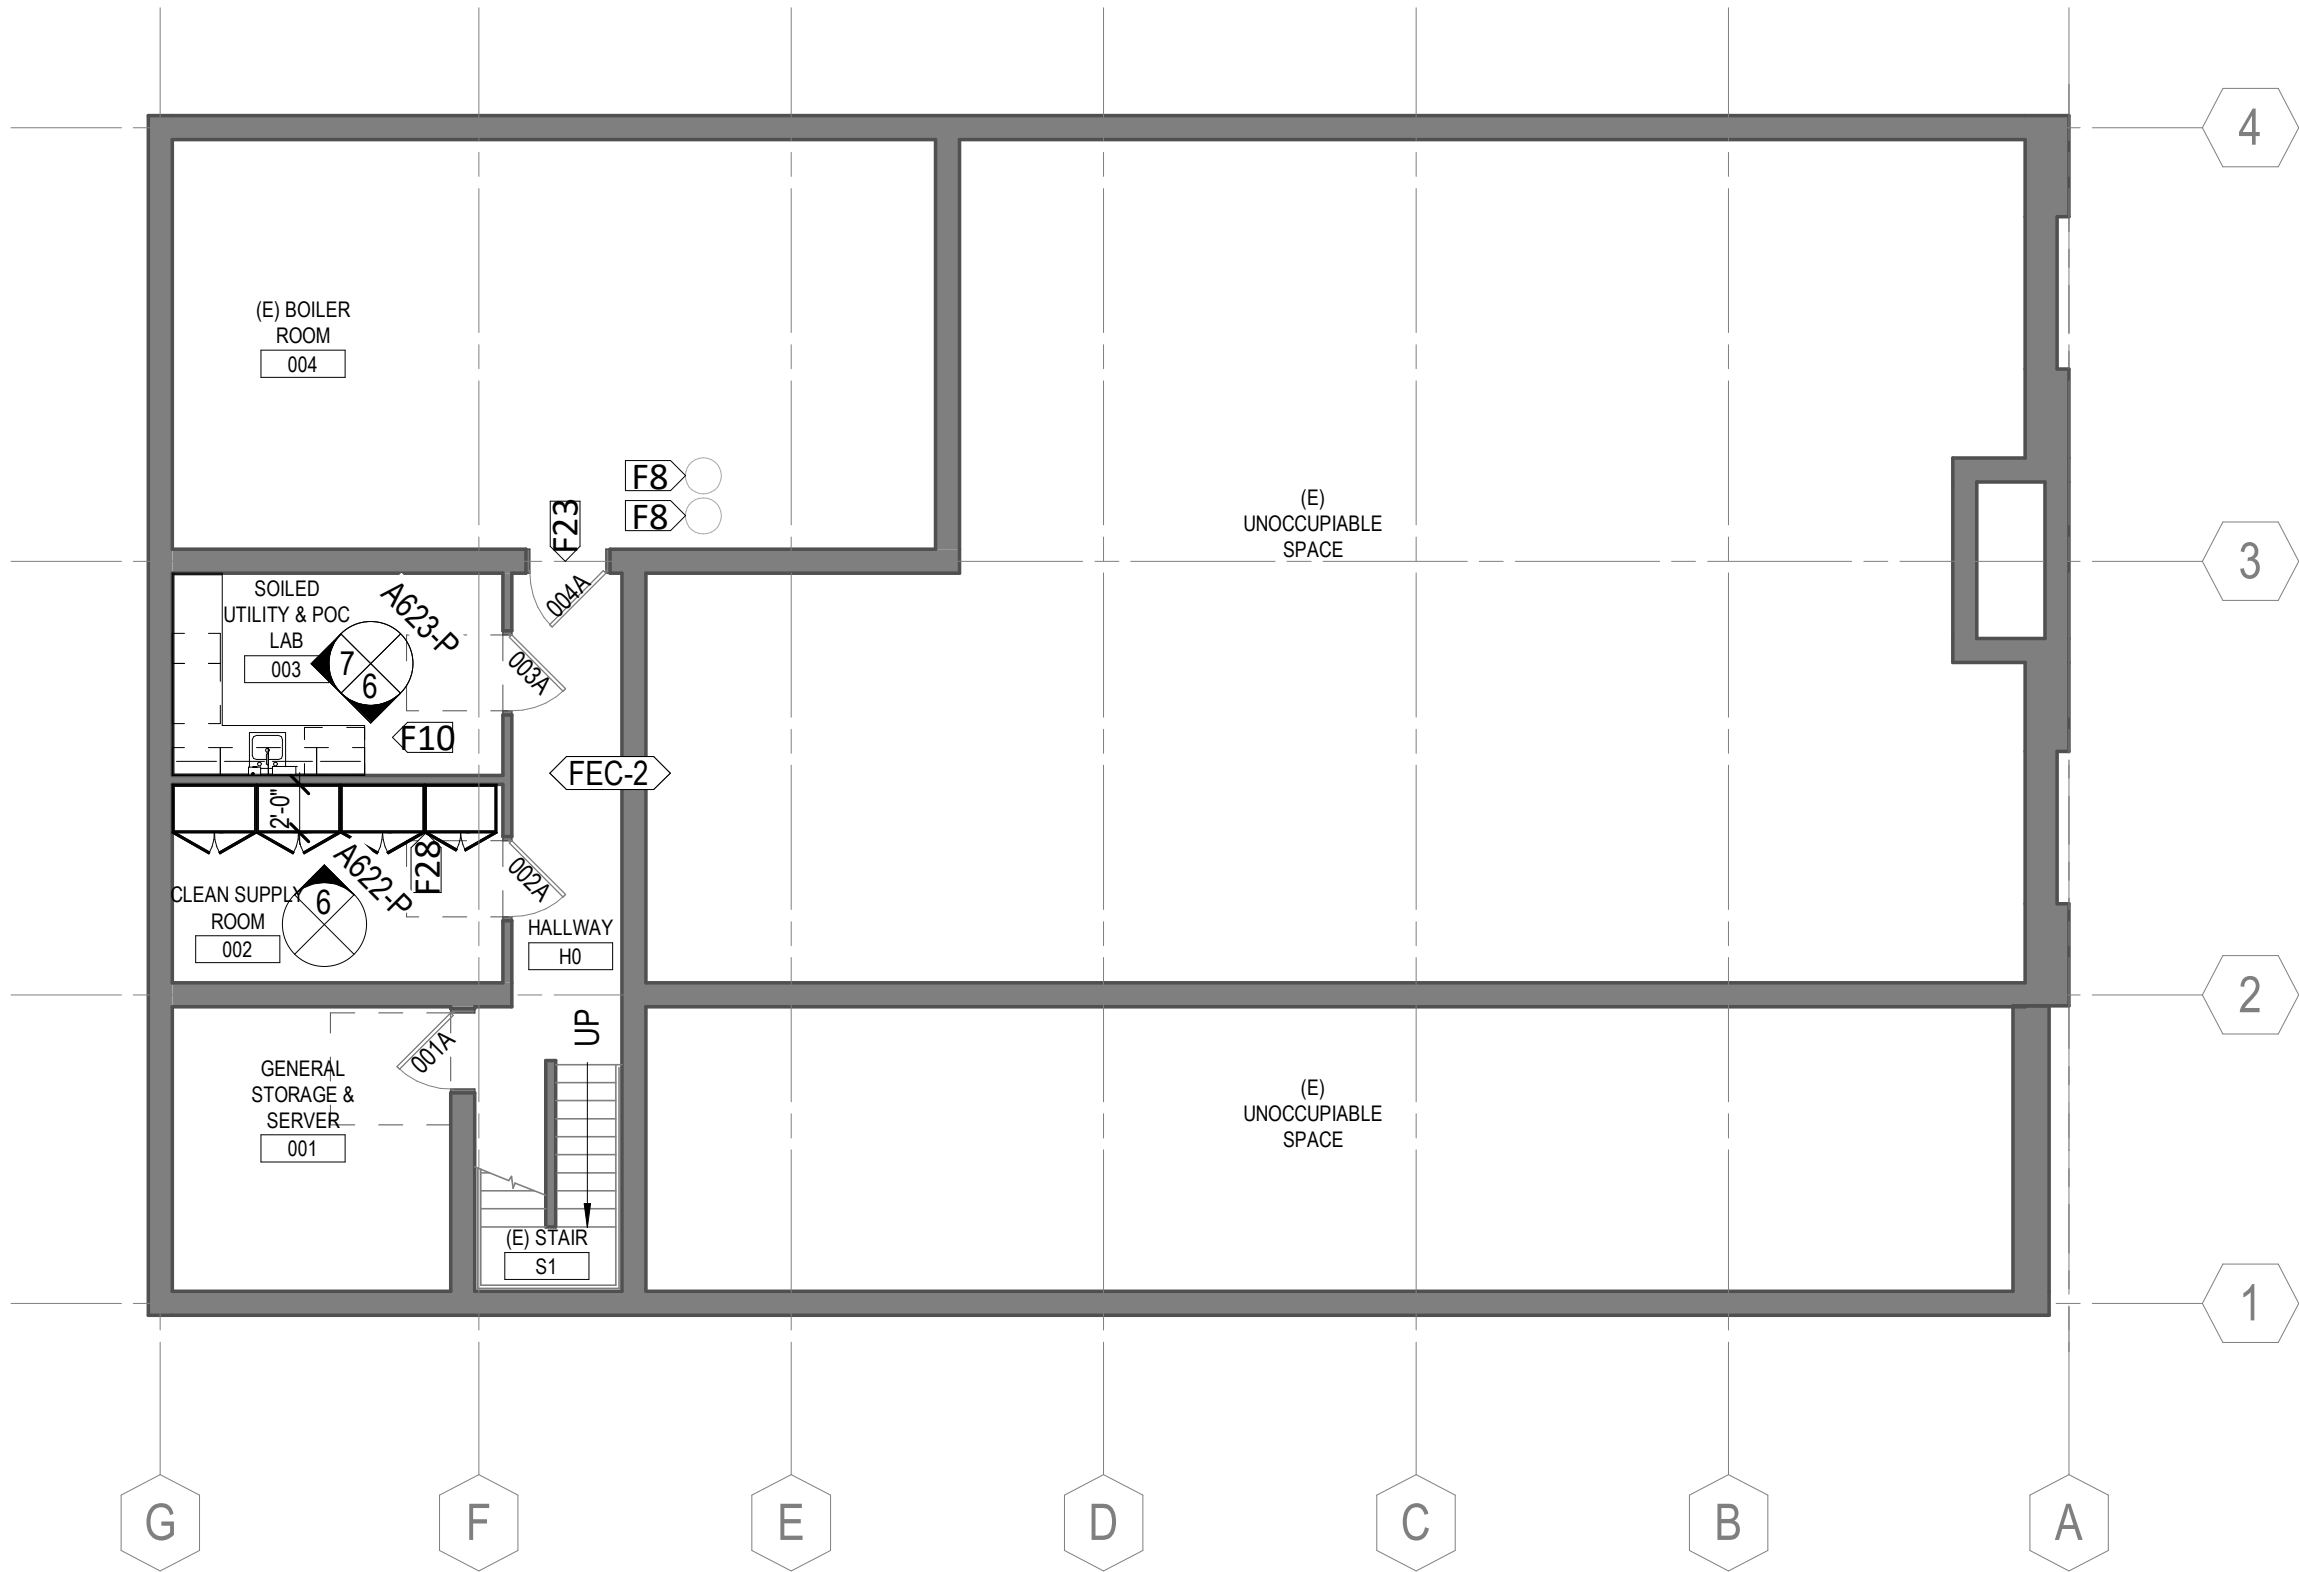 4
(E) BOILER
ROOM
004
F8
F8
F23
(E)
UNOCCUPIABLE
SPACE
3
004A
SOILED
UTILITY & POC
LAB
003
A623-P
7
6
003A
F10
FEC-2
2'-0"
A622-P
F28
002A
CLEAN SUPPLY
ROOM
002
6
HALLWAY
H0
2
UP
001A
GENERAL
STORAGE &
SERVER
001
(E)
UNOCCUPIABLE
SPACE
(E) STAIR
S1
1
G
F
E
D
C
B
A